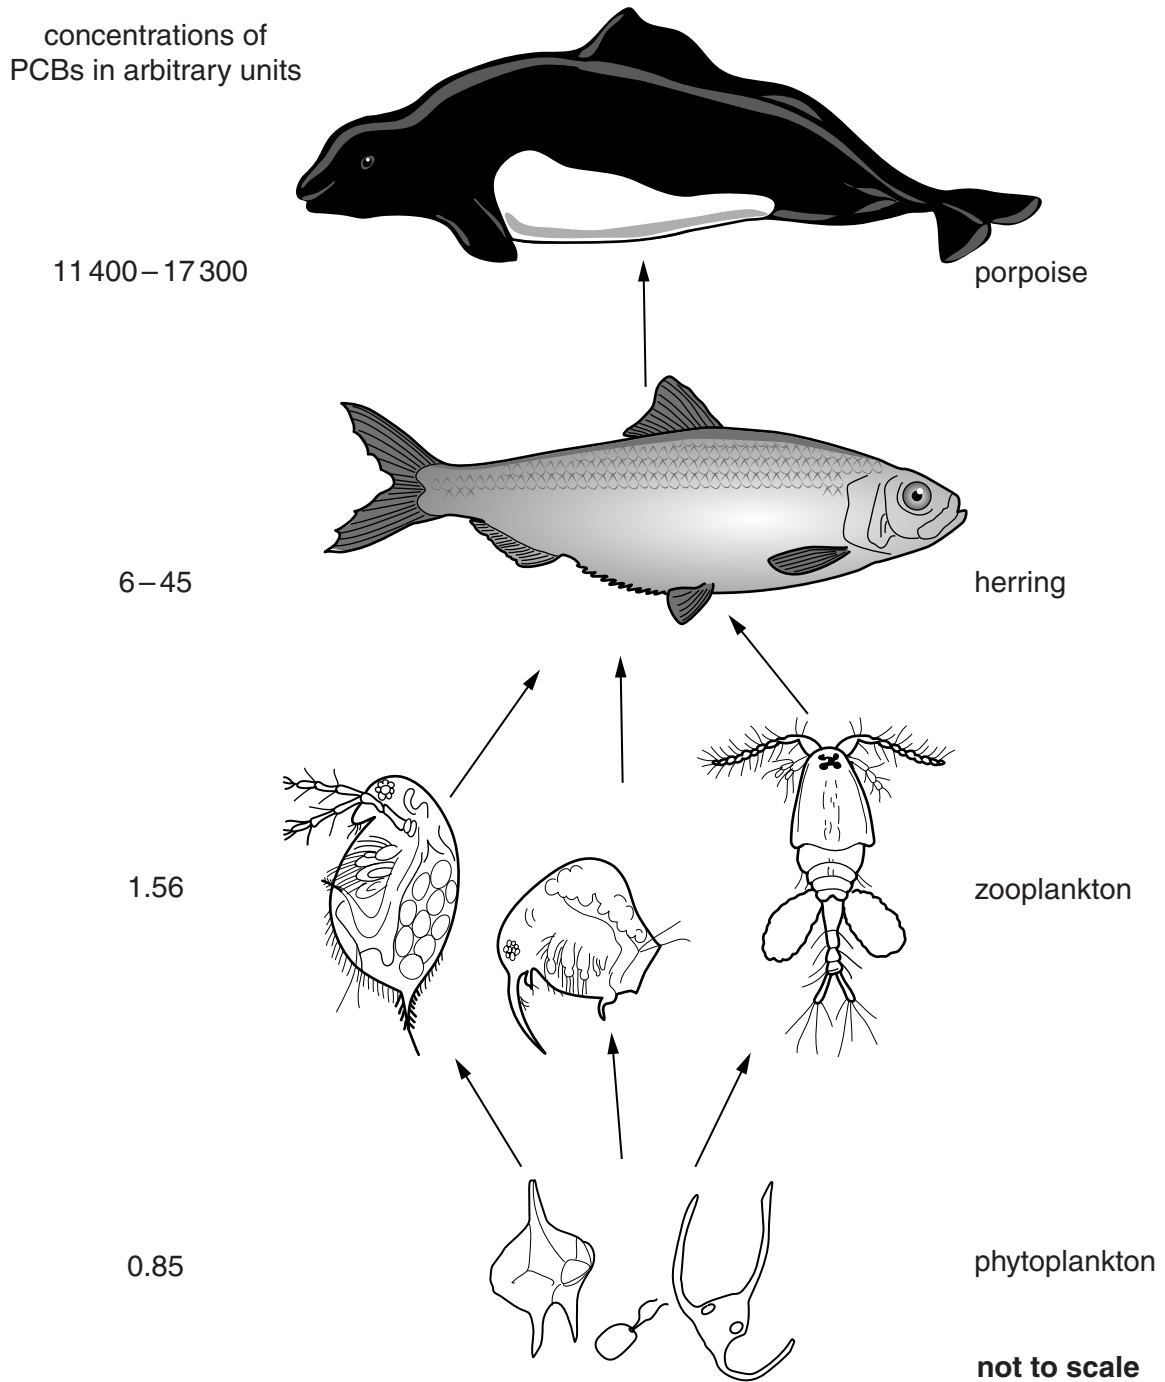 concentrations of
PCBs in arbitrary units
11 400 – 17 300
porpoise
6 – 45
herring
1.56
zooplankton
0.85
phytoplankton
not to scale